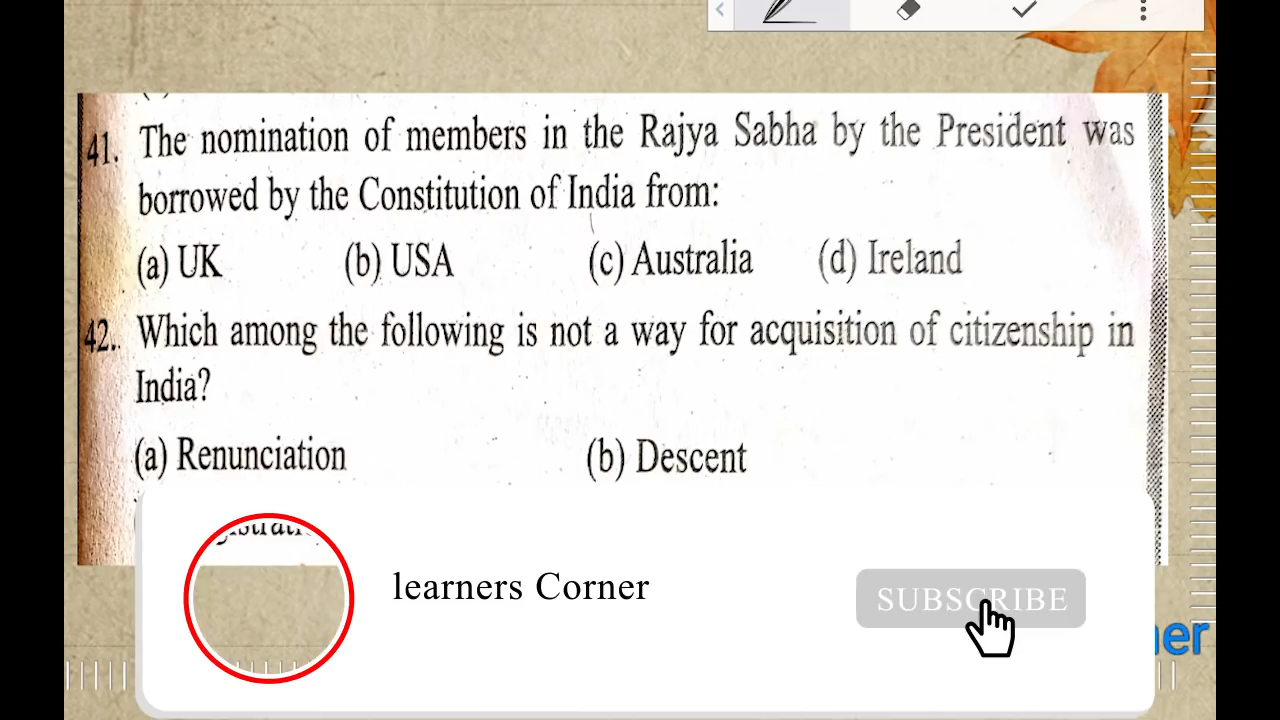 41. The nomination of members in the Rajya Sabha by the President was
borrowed by the Constitution of India from:
(a) UK (b) USA (c) Australia (d) Ireland
42. Which among the following is not a way for acquisition of citizenship in
India?
(a) Renunciation (b) Descent
learners Corner
SUBSCRIBE